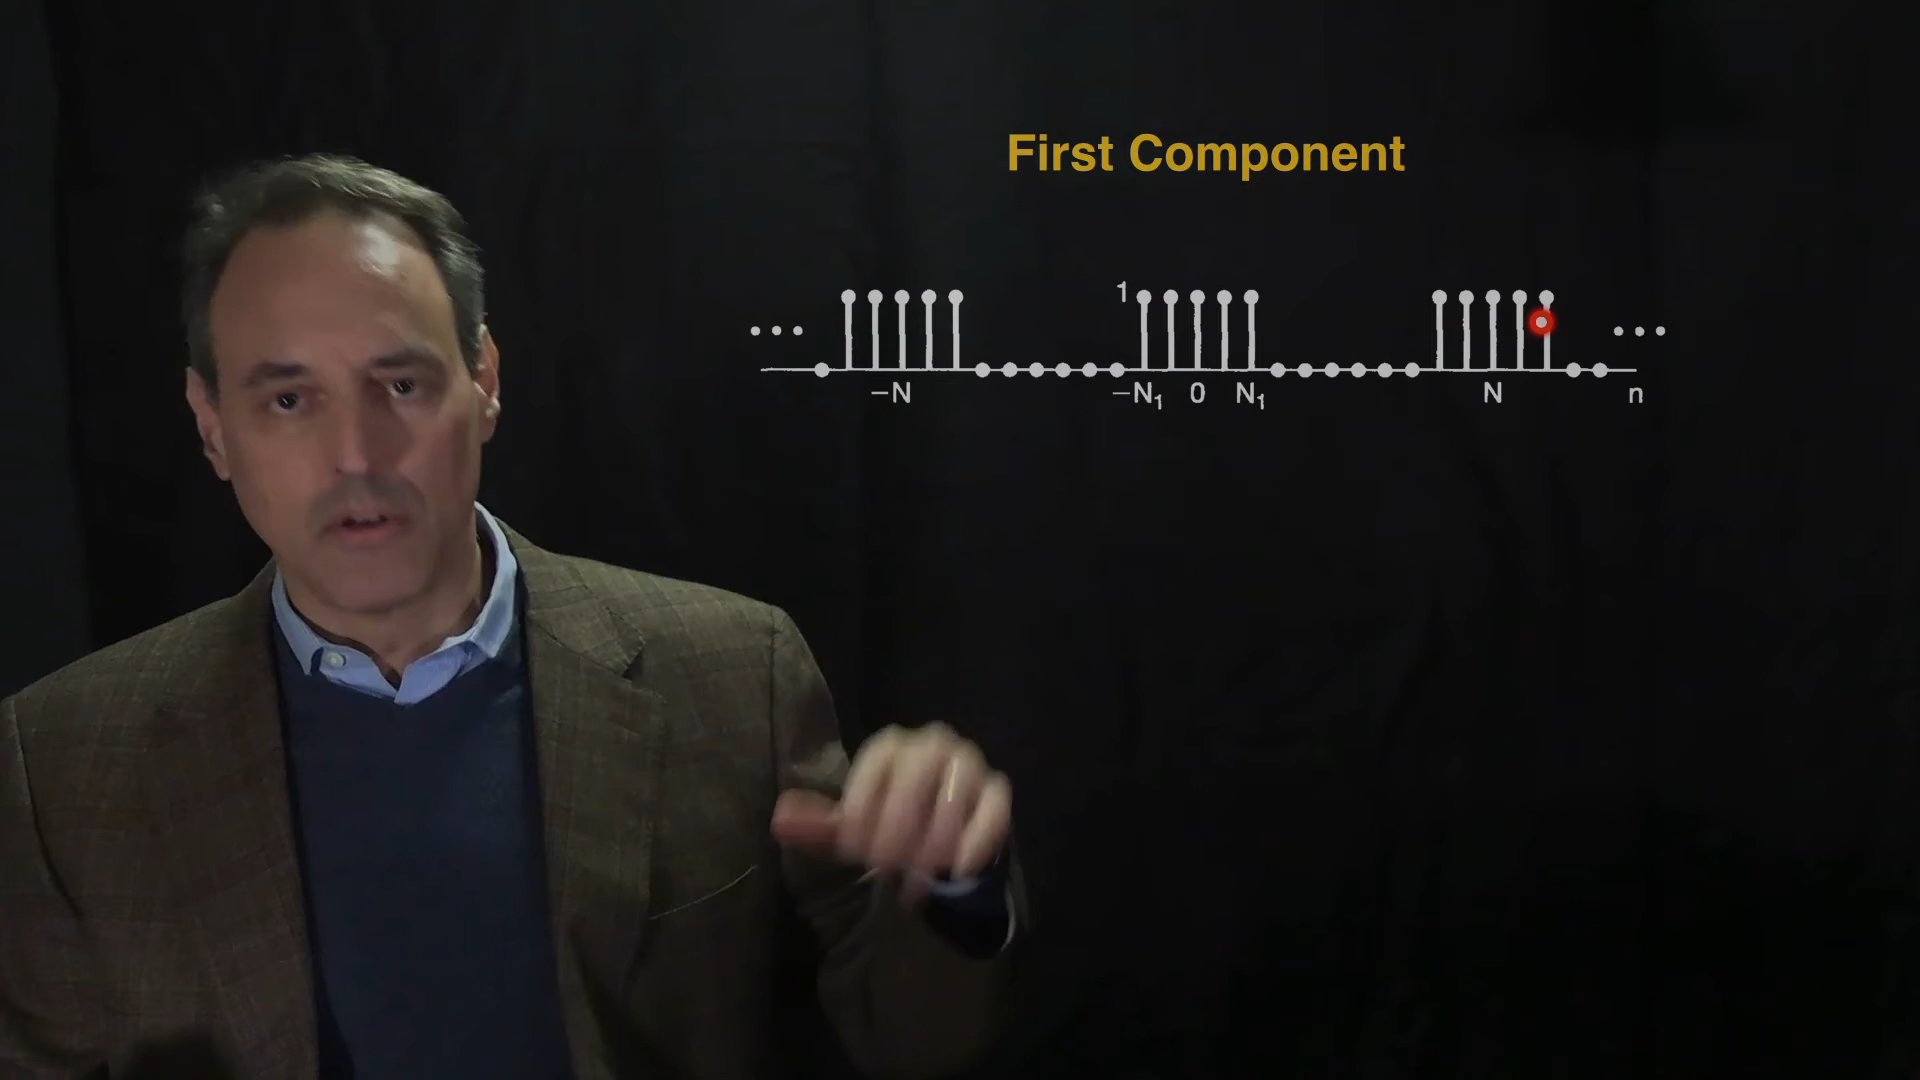 First Component
1
... ...
−N −N₁ 0 N₁ N n